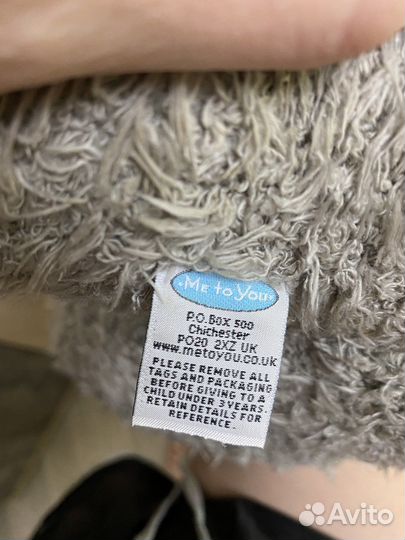 Me to You
P.O.BOX 500
Chichester
PO20 2XZ UK
www.metoyou.co.uk
PLEASE REMOVE ALL
TAGS AND PACKAGING
BEFORE GIVING TO A
CHILD UNDER 3 YEARS.
RETAIN DETAILS FOR
REFERENCE.
Avito